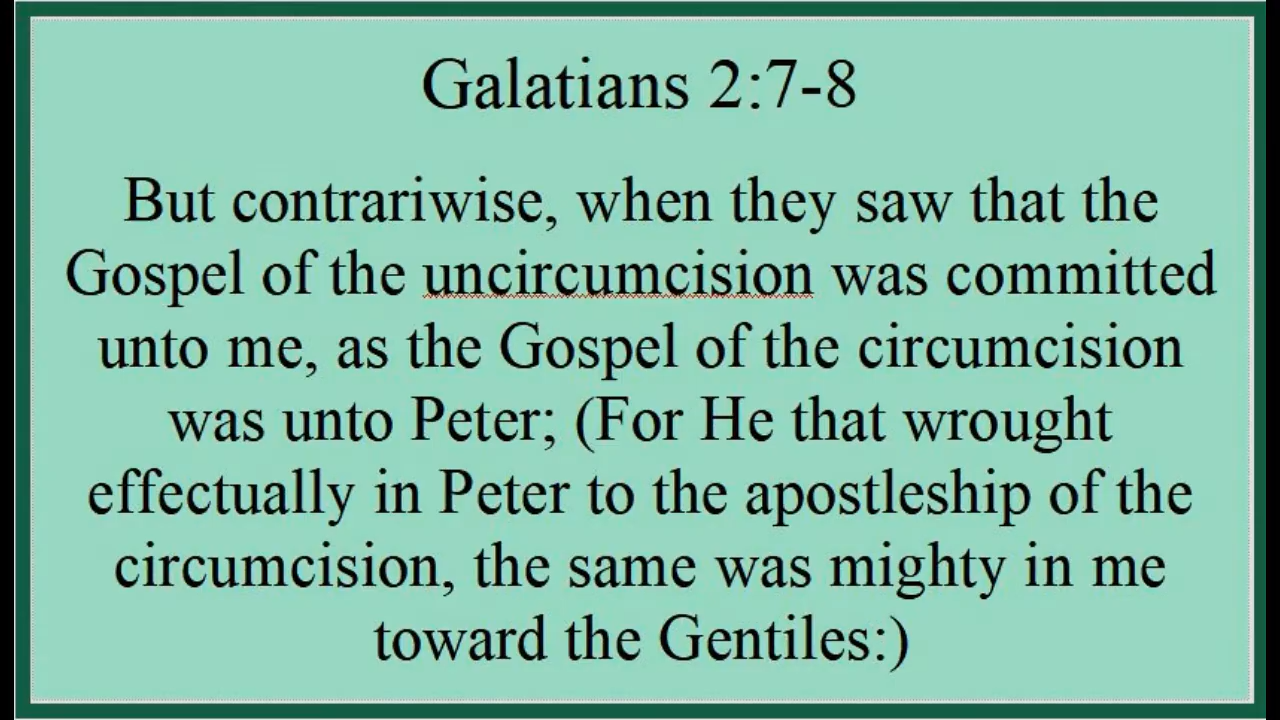 Galatians 2:7-8
But contrariwise, when they saw that the
Gospel of the uncircumcision was committed
unto me, as the Gospel of the circumcision
was unto Peter; (For He that wrought
effectually in Peter to the apostleship of the
circumcision, the same was mighty in me
toward the Gentiles:)